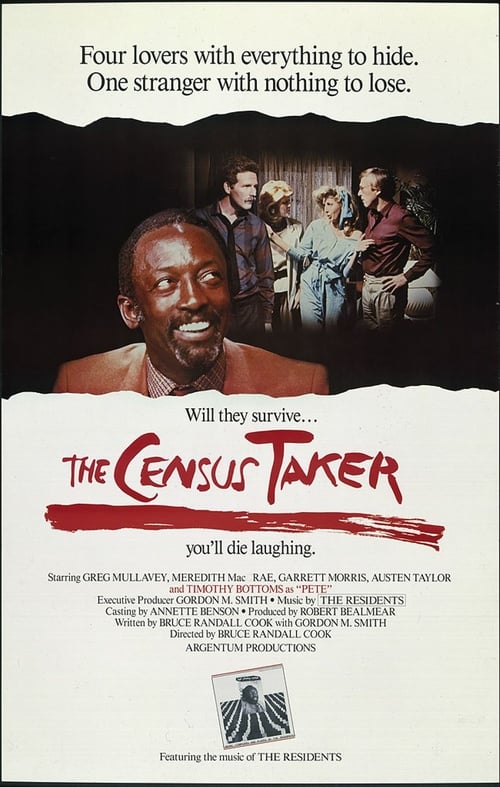 Four lovers with everything to hide.
One stranger with nothing to lose.
Will they survive...
THE CENSUS TAKER
you'll die laughing.
Starring GREG MULLAVEY, MEREDITH Mac RAE, GARRETT MORRIS, AUSTEN TAYLOR
and TIMOTHY BOTTOMS as "PETE"
Executive Producer GORDON M. SMITH • Music by THE RESIDENTS
Casting by ANNETTE BENSON • Produced by ROBERT BEALMEAR
Written by BRUCE RANDALL COOK with GORDON M. SMITH
Directed by BRUCE RANDALL COOK
ARGENTUM PRODUCTIONS
Featuring the music of THE RESIDENTS